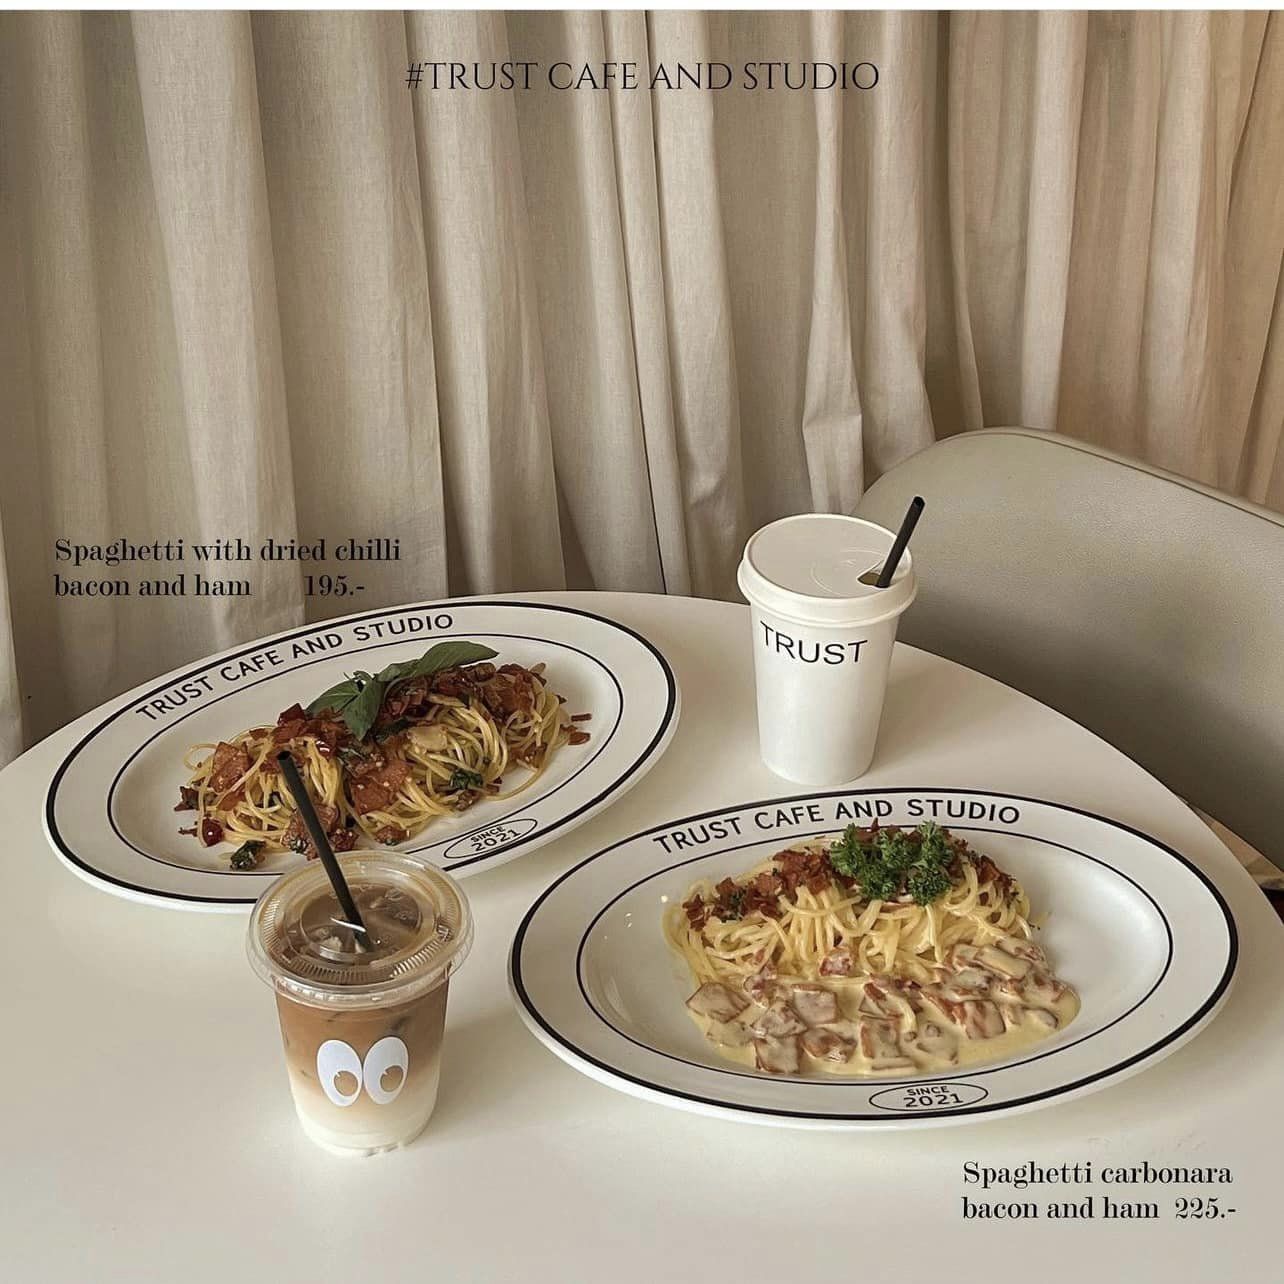 #TRUST CAFE AND STUDIO
Spaghetti with dried chilli
bacon and ham 195.-
TRUST CAFE AND STUDIO
SINCE
2021
TRUST
TRUST CAFE AND STUDIO
SINCE
2021
Spaghetti carbonara
bacon and ham 225.-